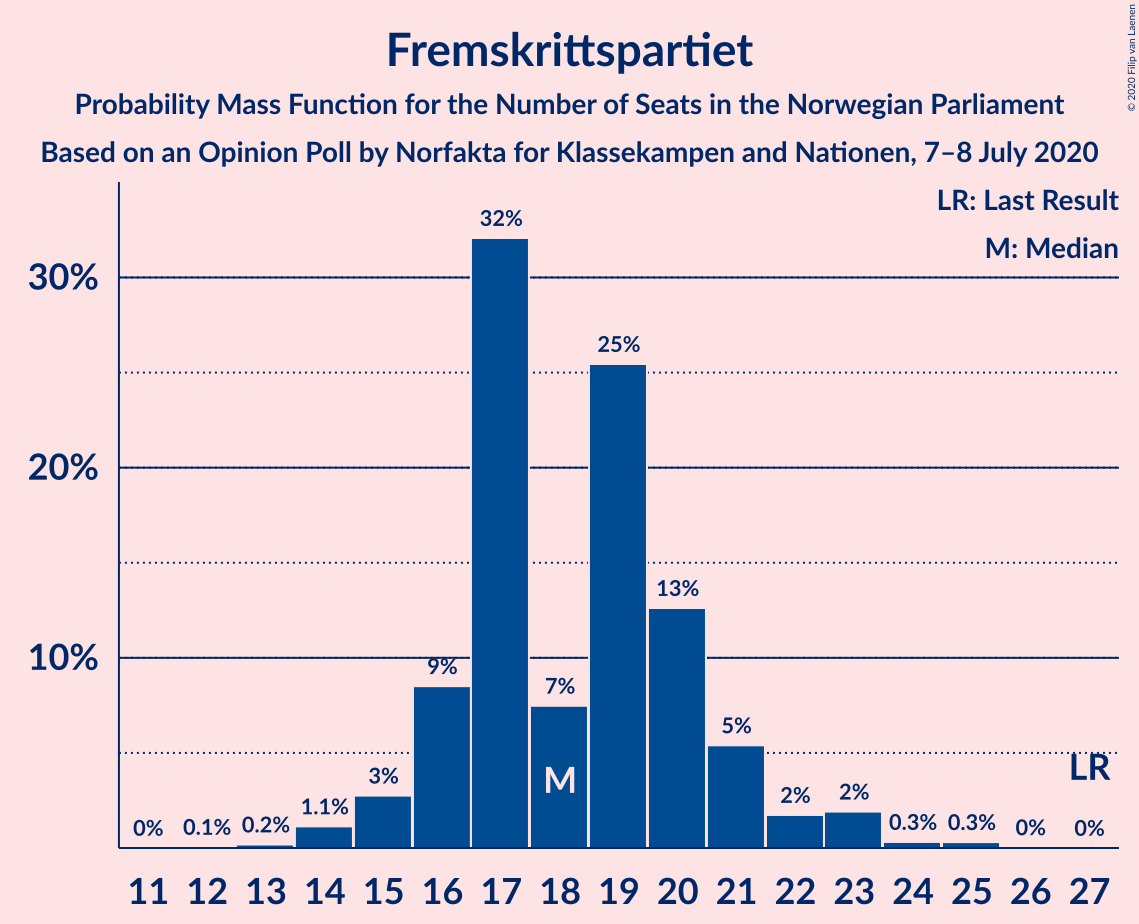 Fremskrittspartiet
Probability Mass Function for the Number of Seats in the Norwegian Parliament
Based on an Opinion Poll by Norfakta for Klassekampen and Nationen, 7–8 July 2020
© 2020 Filip van Laenen
LR: Last Result
M: Median
30%
20%
10%
0% 0.1% 0.2% 1.1% 3% 9% 32% 7% 25% 13% 5% 2% 2% 0.3% 0.3% 0% 0%
M
LR
11 12 13 14 15 16 17 18 19 20 21 22 23 24 25 26 27